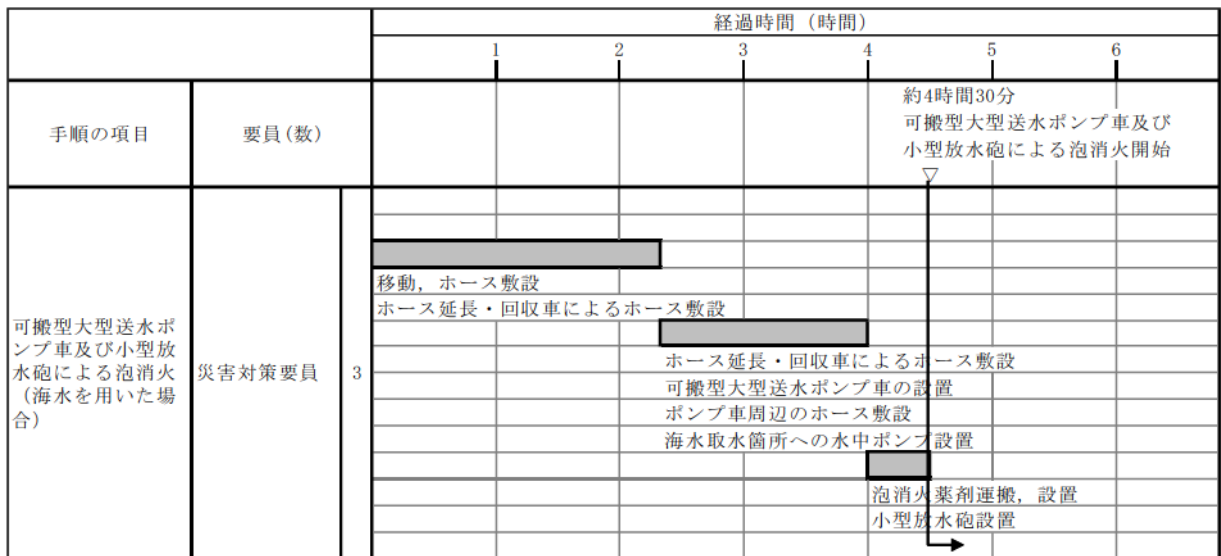 経過時間（時間）
1 2 3 4 5 6
手順の項目
要員(数)
約4時間30分
可搬型大型送水ポンプ車及び
小型放水砲による泡消火開始
▽
可搬型大型送水ポ
ンプ車及び小型放
水砲による泡消火
（海水を用いた場
合）
災害対策要員
3
移動，ホース敷設
ホース延長・回収車によるホース敷設
ホース延長・回収車によるホース敷設
可搬型大型送水ポンプ車の設置
ポンプ車周辺のホース敷設
海水取水箇所への水中ポンプ設置
泡消火薬剤運搬，設置
小型放水砲設置